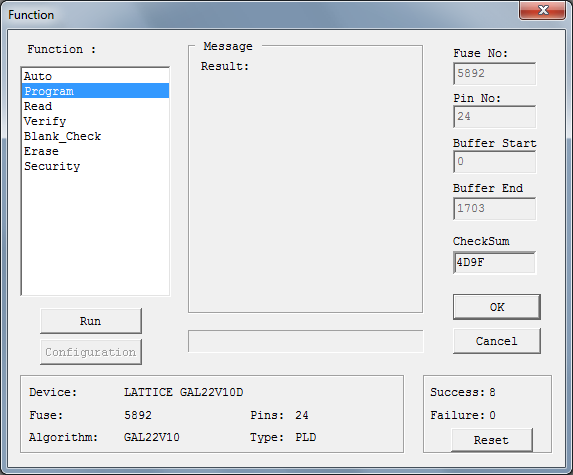 Function
Function :
Auto
Program
Read
Verify
Blank_Check
Erase
Security
Run
Configuration
Message
Result:
Fuse No:
5892
Pin No:
24
Buffer Start
0
Buffer End
1703
CheckSum
4D9F
OK
Cancel
Device: LATTICE GAL22V10D
Fuse: 5892 Pins: 24
Algorithm: GAL22V10 Type: PLD
Success: 8
Failure: 0
Reset